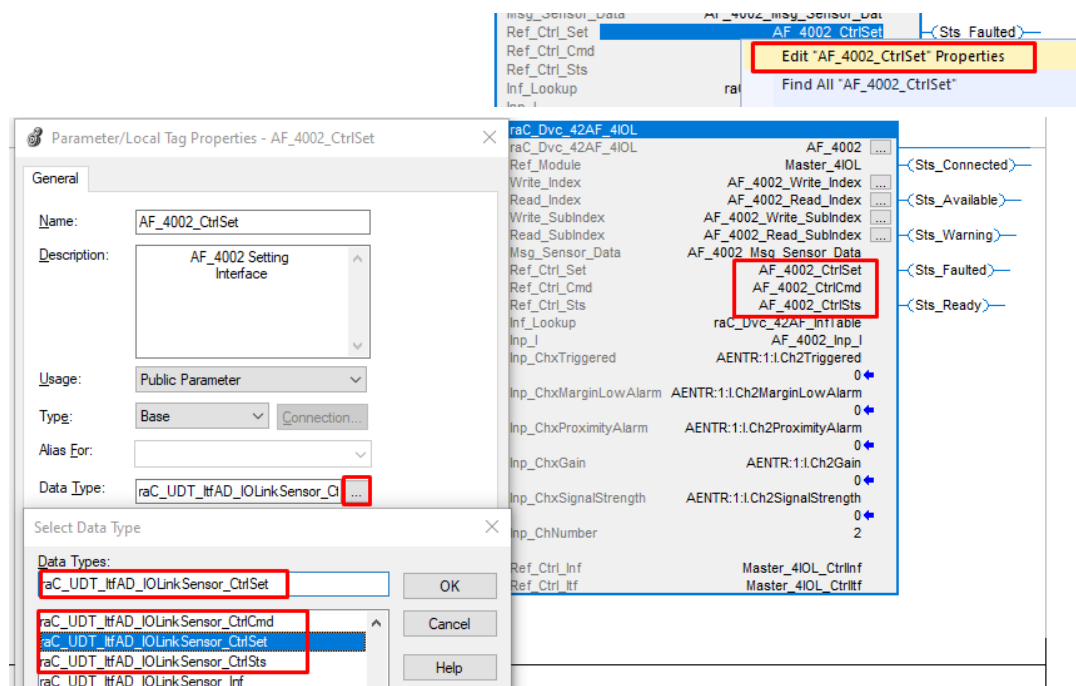 Msg_Sensor_Data AF_4002_Msg_Sensor_Dat
Ref_Ctrl_Set AF_4002_CtrlSet (Sts_Faulted)
Ref_Ctrl_Cmd
Ref_Ctrl_Sts
Inf_Lookup
Edit "AF_4002_CtrlSet" Properties
Find All "AF_4002_CtrlSet"
Parameter/Local Tag Properties - AF_4002_CtrlSet
General
Name: AF_4002_CtrlSet
Description: AF_4002 Setting
Interface
Usage: Public Parameter
Type: Base Connection...
Alias For:
Data Type: raC_UDT_ItfAD_IOLinkSensor_Ct ...
Select Data Type
Data Types:
raC_UDT_ItfAD_IOLinkSensor_CtrlSet OK
raC_UDT_ItfAD_IOLinkSensor_CtrlCmd Cancel
raC_UDT_ItfAD_IOLinkSensor_CtrlSet
raC_UDT_ItfAD_IOLinkSensor_CtrlSts Help
raC_UDT_ItfAD_IOLinkSensor_Inf
raC_Dvc_42AF_4IOL
raC_Dvc_42AF_4IOL AF_4002 ...
Ref_Module Master_4IOL (Sts_Connected)
Write_Index AF_4002_Write_Index ...
Read_Index AF_4002_Read_Index ... (Sts_Available)
Write_SubIndex AF_4002_Write_SubIndex ...
Read_SubIndex AF_4002_Read_SubIndex ... (Sts_Warning)
Msg_Sensor_Data AF_4002_Msg_Sensor_Data
Ref_Ctrl_Set AF_4002_CtrlSet (Sts_Faulted)
Ref_Ctrl_Cmd AF_4002_CtrlCmd
Ref_Ctrl_Sts AF_4002_CtrlSts (Sts_Ready)
Inf_Lookup raC_Dvc_42AF_InfTable
Inp_I AF_4002_Inp_I
Inp_ChxTriggered AENTR:1:I.Ch2Triggered
0
Inp_ChxMarginLowAlarm AENTR:1:I.Ch2MarginLowAlarm
0
Inp_ChxProximityAlarm AENTR:1:I.Ch2ProximityAlarm
0
Inp_ChxGain AENTR:1:I.Ch2Gain
0
Inp_ChxSignalStrength AENTR:1:I.Ch2SignalStrength
0
Inp_ChNumber 2
Ref_Ctrl_Inf Master_4IOL_CtrlInf
Ref_Ctrl_Itf Master_4IOL_CtrlItf